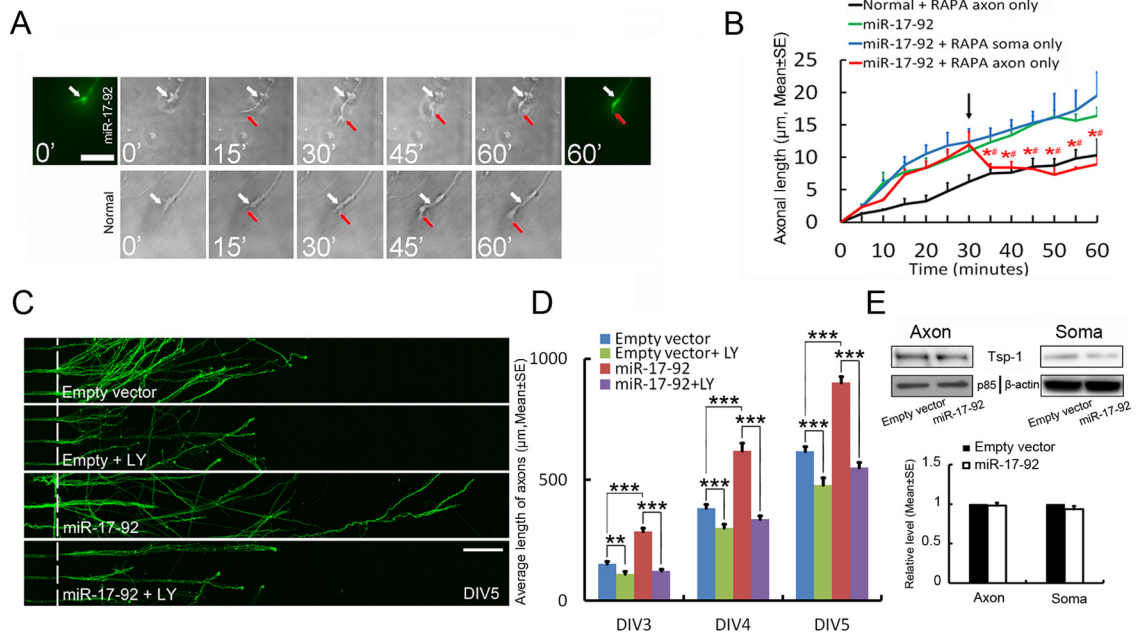 A
miR-17-92
0’
0’
15’
30’
45’
60’
60’
Normal
0’
15’
30’
45’
60’
B
Normal + RAPA axon only
miR-17-92
miR-17-92 + RAPA soma only
miR-17-92 + RAPA axon only
Axonal length (µm, Mean±SE)
25
20
15
10
5
0
*# *# *# *# *# *#
0 10 20 30 40 50 60
Time (minutes)
C
Empty vector
Empty + LY
miR-17-92
miR-17-92 + LY
DIV5
D
Empty vector
Empty vector+ LY
miR-17-92
miR-17-92+LY
Average length of axons (µm,Mean±SE)
1000
500
0
*** ** ***
*** *** ***
*** *** ***
DIV3 DIV4 DIV5
E
Axon Soma
Tsp-1
p85 β-actin
Empty vector miR-17-92 Empty vector miR-17-92
Empty vector
miR-17-92
Relative level (Mean±SE)
1.5
1
0.5
0
Axon Soma